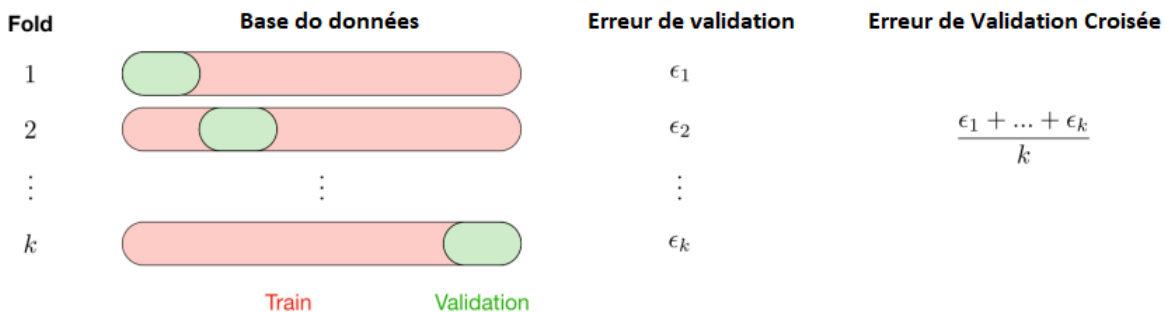 Fold Base do données Erreur de validation Erreur de Validation Croisée
1 ϵ₁
2 ϵ₂ (ϵ₁ + ... + ϵₖ) / k
⋮ ⋮ ⋮
k ϵₖ
Train Validation